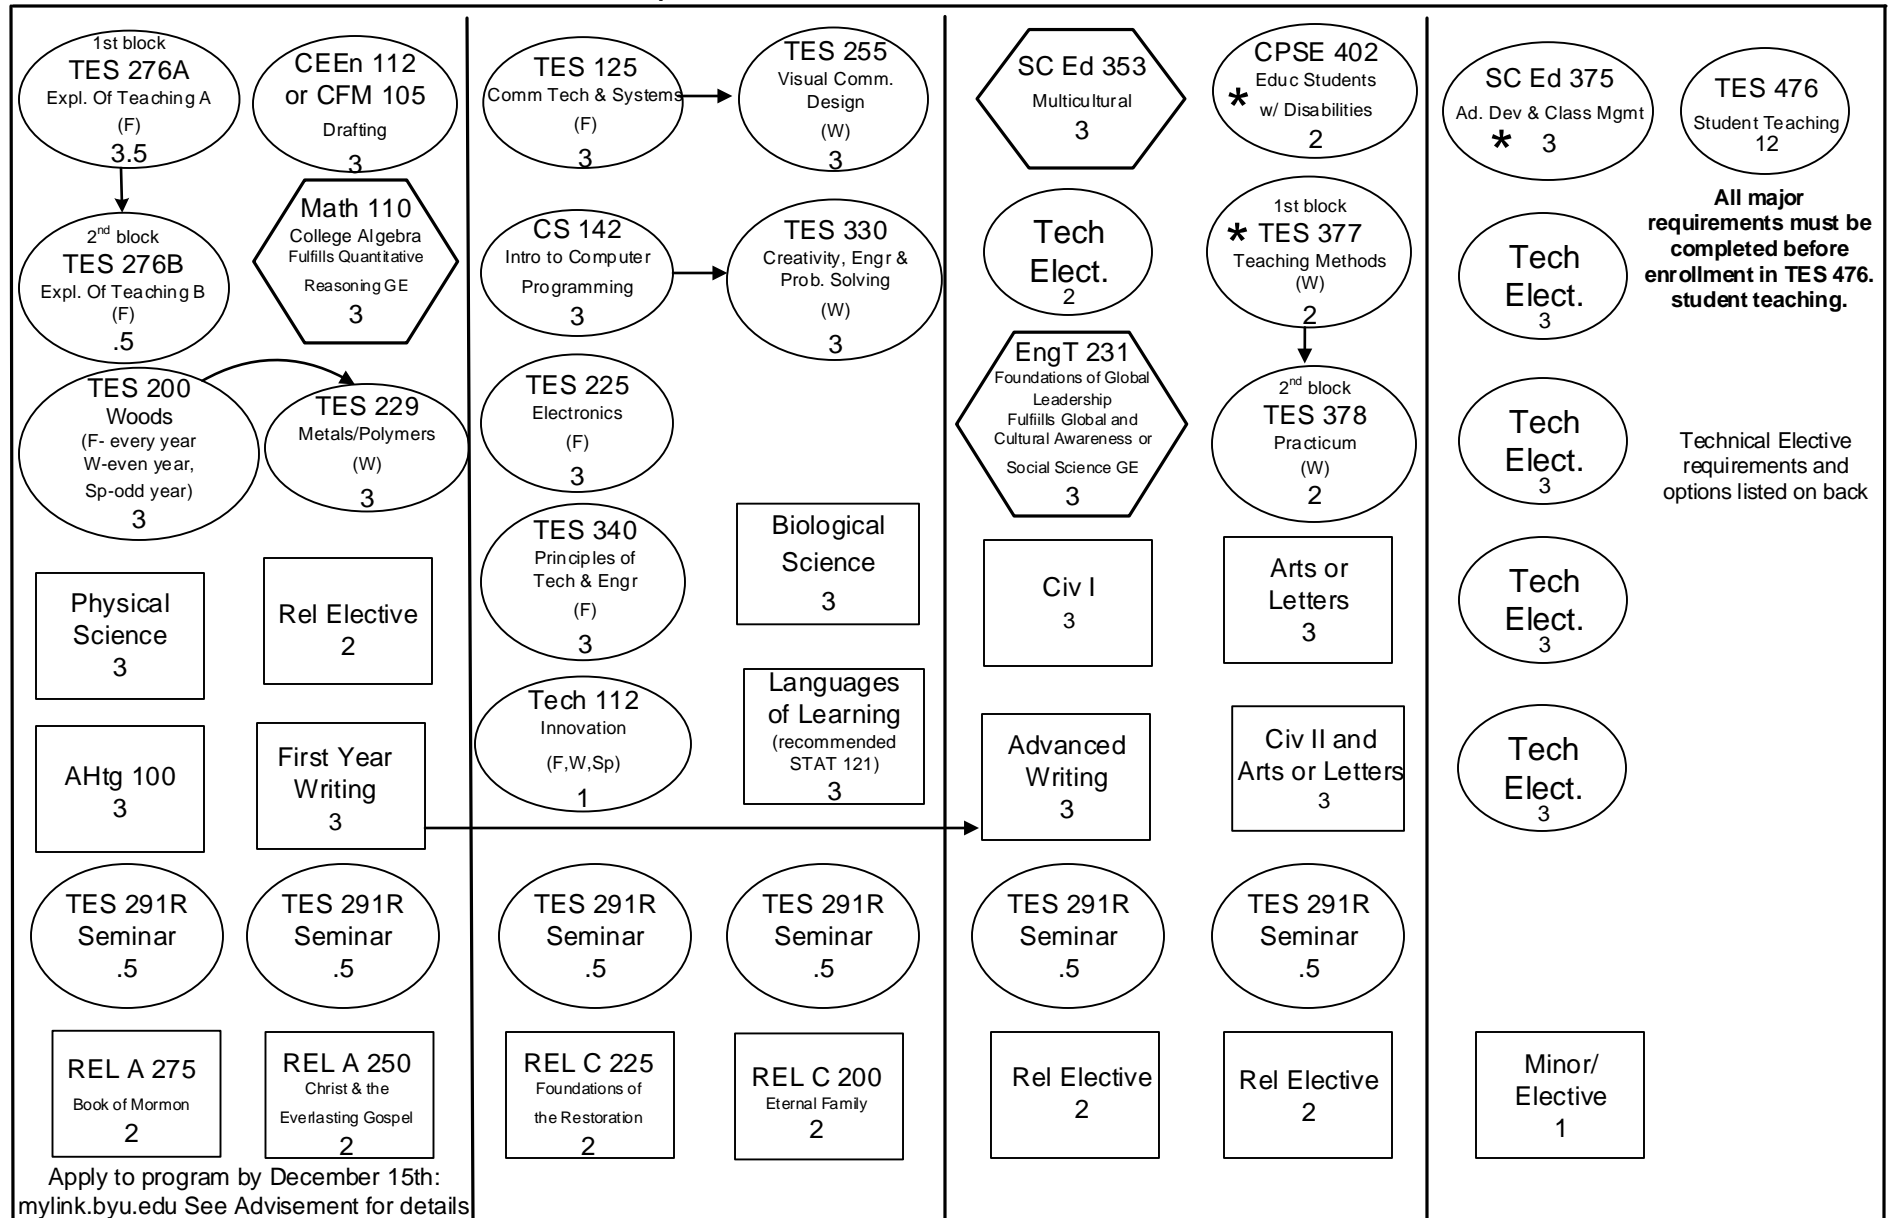 1st block
TES 276A
Expl. Of Teaching A
(F)
3.5
2nd block
TES 276B
Expl. Of Teaching B
(F)
.5
TES 200
Woods
(F- every year
W-even year,
Sp-odd year)
3
Physical
Science
3
AHtg 100
3
TES 291R
Seminar
.5
REL A 275
Book of Mormon
2
CEEn 112
or CFM 105
Drafting
3
Math 110
College Algebra
Fulfills Quantitative
Reasoning GE
3
TES 229
Metals/Polymers
(W)
3
Rel Elective
2
First Year
Writing
3
TES 291R
Seminar
.5
REL A 250
Christ & the
Everlasting Gospel
2
Apply to program by December 15th:
mylink.byu.edu See Advisement for details
TES 125
Comm Tech & Systems
(F)
3
CS 142
Intro to Computer
Programming
3
TES 225
Electronics
(F)
3
TES 340
Principles of
Tech & Engr
(F)
3
Tech 112
Innovation
(F,W,Sp)
1
TES 291R
Seminar
.5
REL C 225
Foundations of
the Restoration
2
TES 255
Visual Comm.
Design
(W)
3
TES 330
Creativity, Engr &
Prob. Solving
(W)
3
Biological
Science
3
Languages
of Learning
(recommended
STAT 121)
3
TES 291R
Seminar
.5
REL C 200
Eternal Family
2
SC Ed 353
Multicultural
3
Tech
Elect.
2
EngT 231
Foundations of Global
Leadership
Fulfiills Global and
Cultural Awareness or
Social Science GE
3
Civ I
3
Advanced
Writing
3
TES 291R
Seminar
.5
Rel Elective
2
CPSE 402
Educ Students
* w/ Disabilities
2
1st block
* TES 377
Teaching Methods
(W)
2
2nd block
TES 378
Practicum
(W)
2
Arts or
Letters
3
Civ II and
Arts or Letters
3
TES 291R
Seminar
.5
Rel Elective
2
SC Ed 375
Ad. Dev & Class Mgmt
* 3
Tech
Elect.
3
Tech
Elect.
3
Tech
Elect.
3
Tech
Elect.
3
Minor/
Elective
1
TES 476
Student Teaching
12
All major
requirements must be
completed before
enrollment in TES 476.
student teaching.
Technical Elective
requirements and
options listed on back